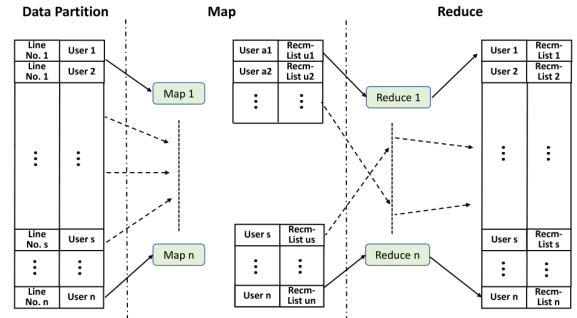 Data Partition
Map
Reduce
Line No. 1
User 1
Line No. 1
User 2
Line No. s
User s
Line No. n
User n
Map 1
Map n
User a1
Recm-List u1
User a2
Recm-List u2
User s
Recm-List us
User n
Recm-List un
Reduce 1
Reduce n
User 1
Recm-List 1
User 2
Recm-List 2
User s
Recm-List s
User n
Recm-List n